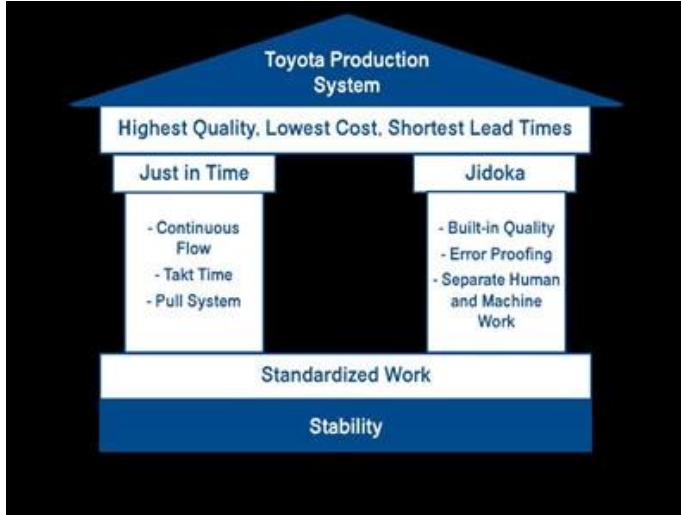 Toyota Production
System
Highest Quality, Lowest Cost, Shortest Lead Times
Just in Time
- Continuous
Flow
- Takt Time
- Pull System
Jidoka
- Built-in Quality
- Error Proofing
- Separate Human
and Machine
Work
Standardized Work
Stability